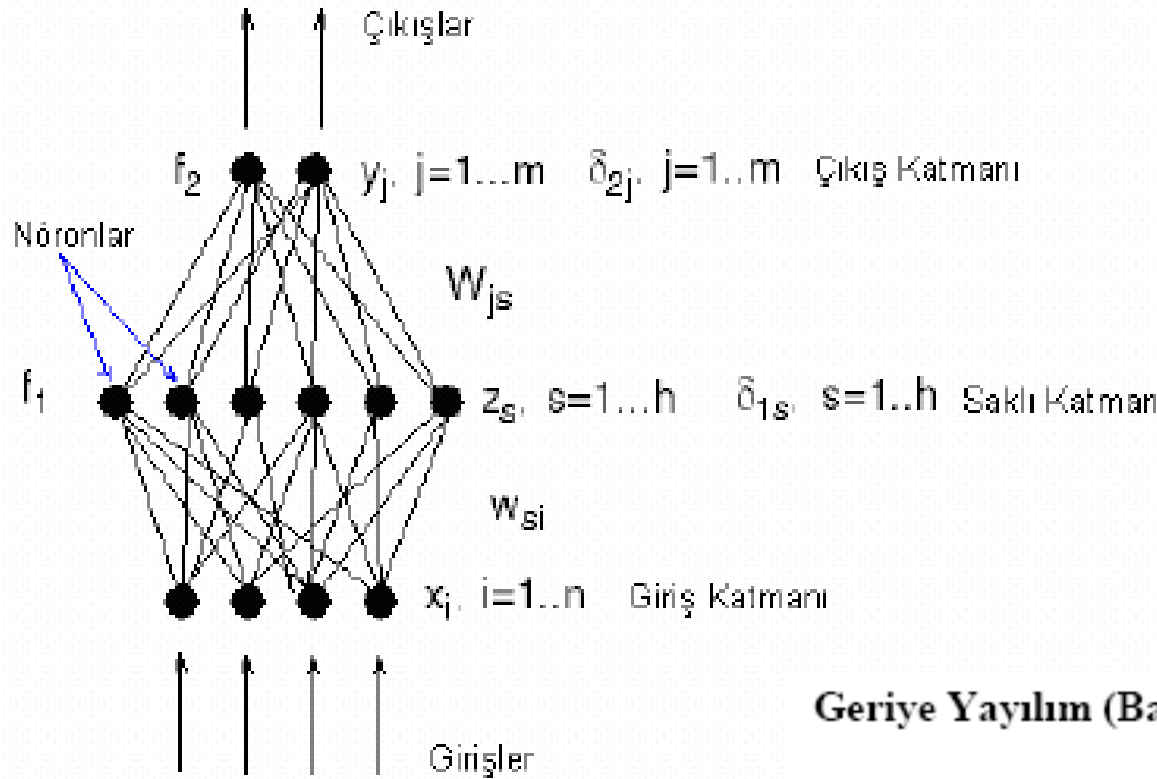 Çıkışlar
f₂ yⱼ, j=1...m δ₂ⱼ, j=1..m Çıkış Katmanı
Nöronlar
Wⱼₛ
f₁ zₛ, s=1...h δ₁ₛ, s=1..h Saklı Katman
wₛᵢ
xᵢ, i=1..n Giriş Katmanı
Geriye Yayılım (Ba
Girişler